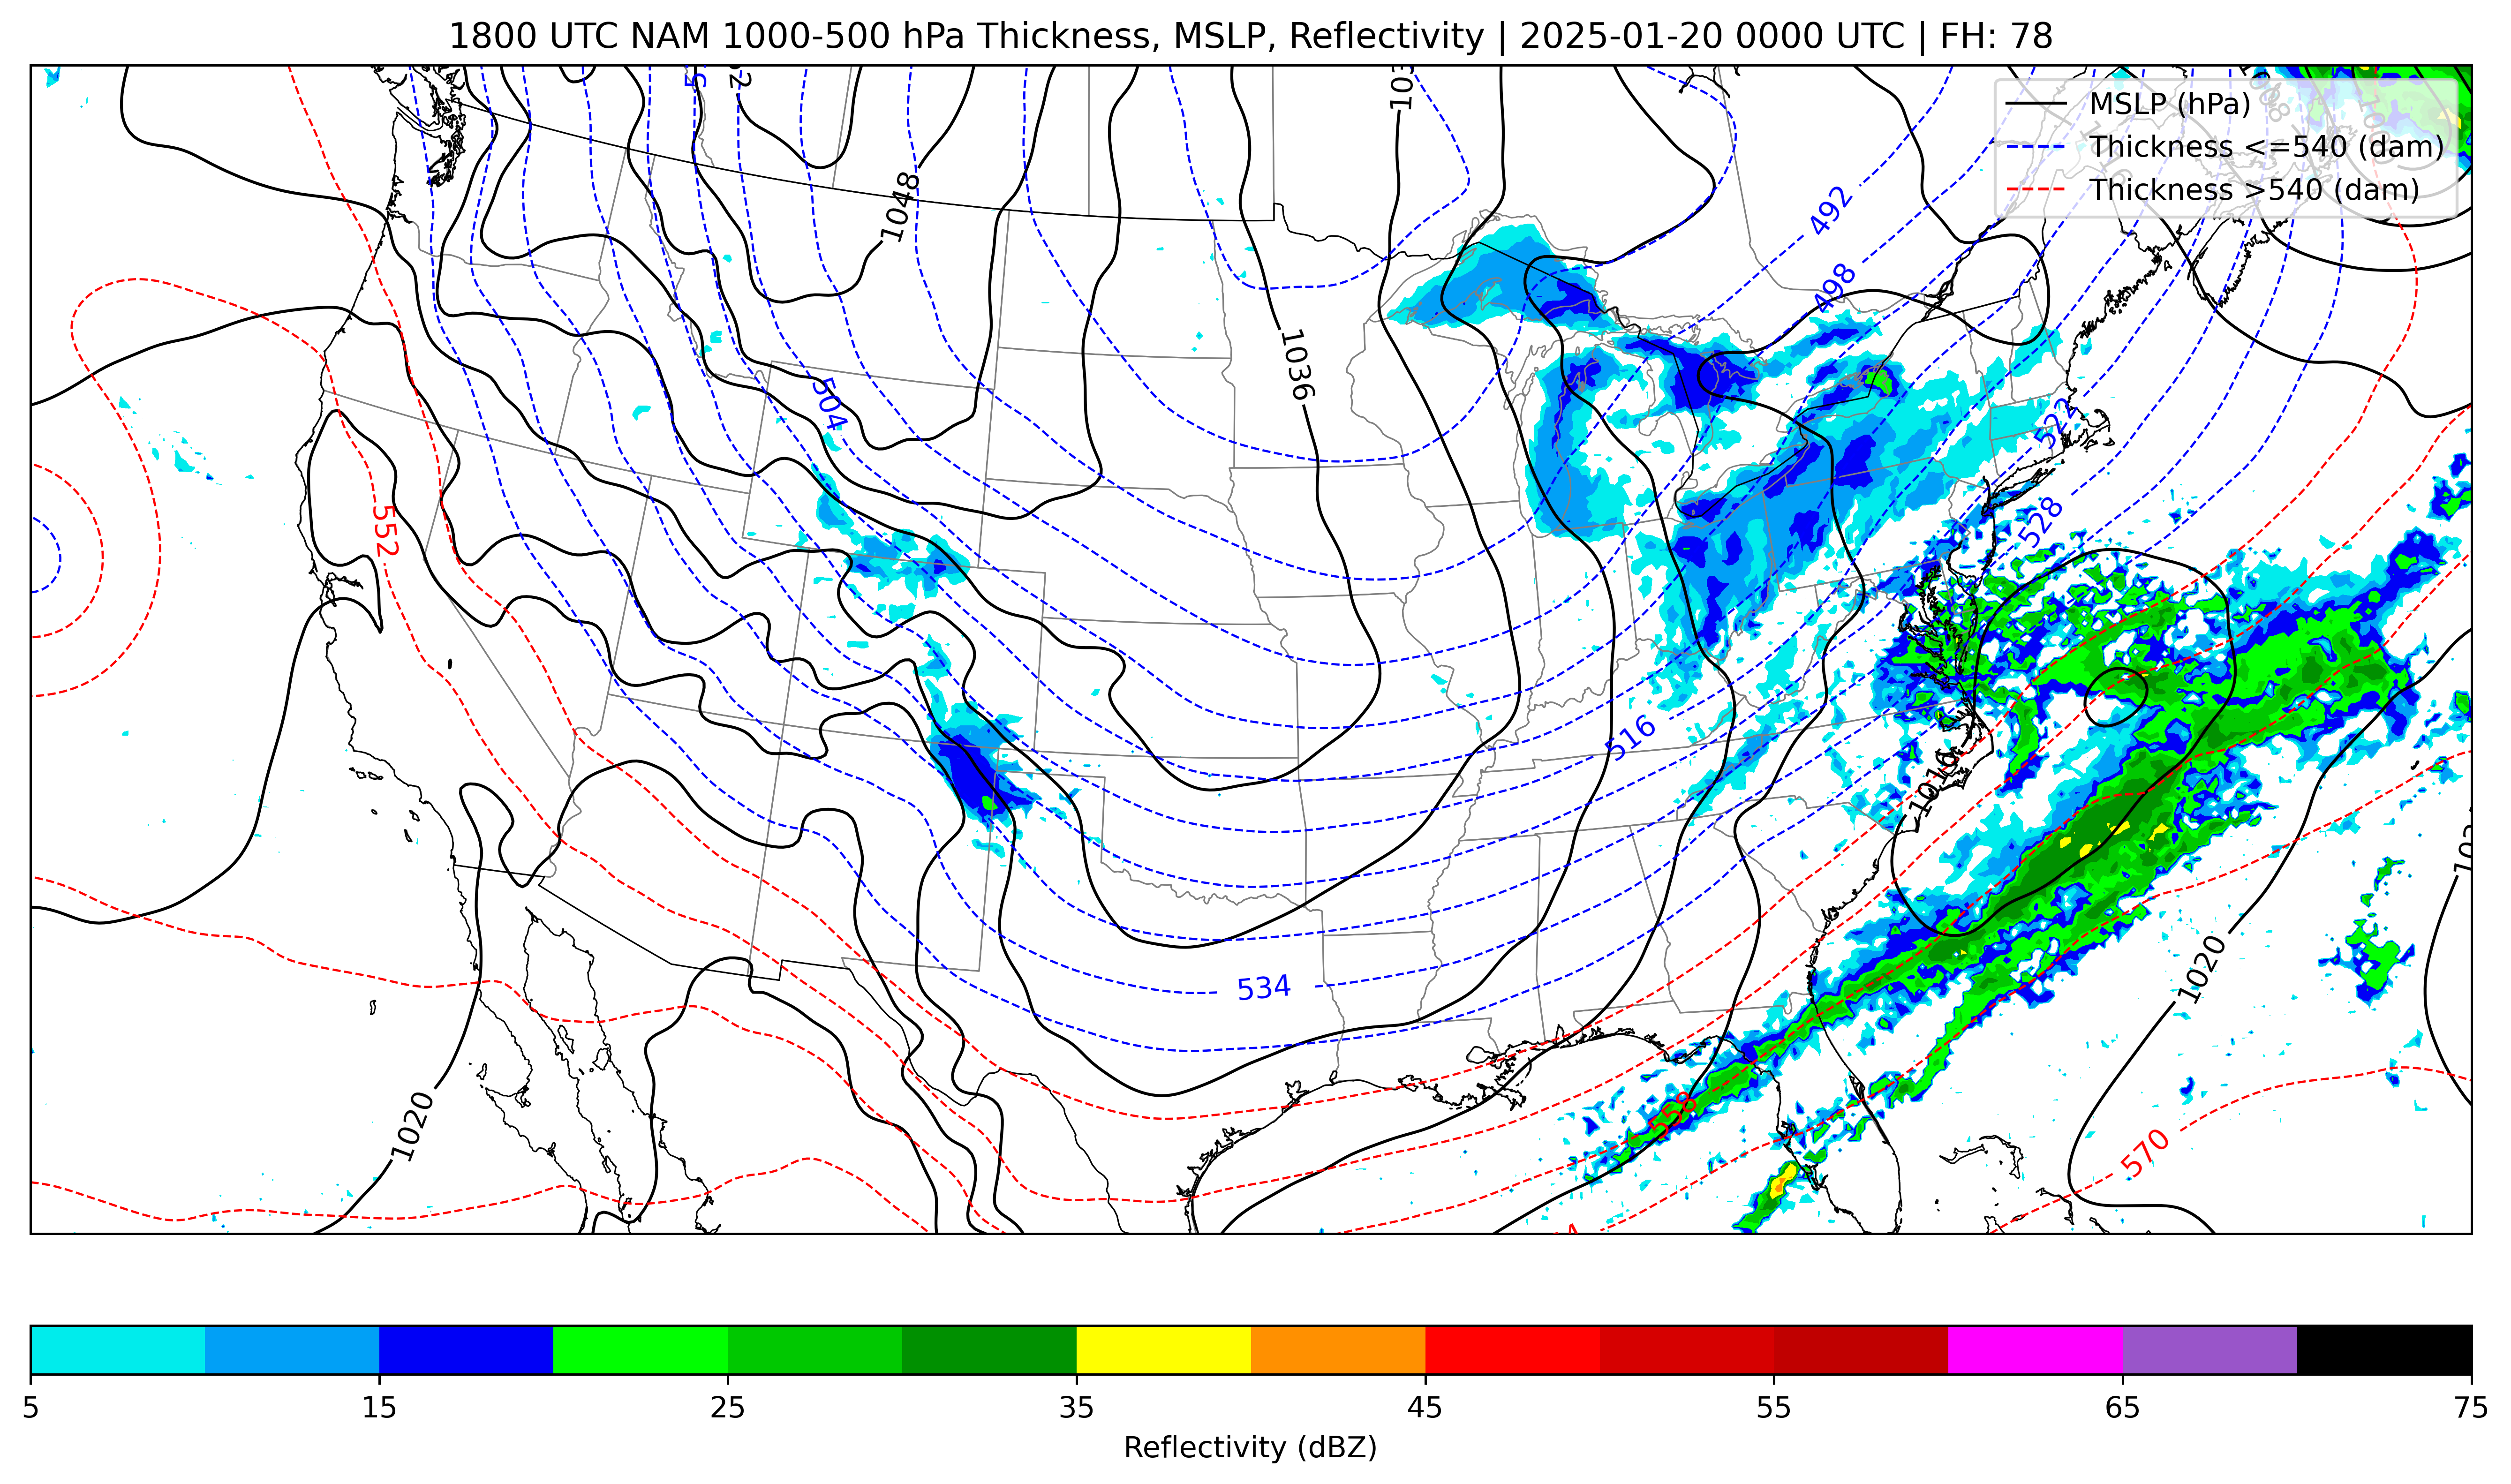 1800 UTC NAM 1000-500 hPa Thickness, MSLP, Reflectivity | 2025-01-20 0000 UTC | FH: 78
MSLP (hPa)
Thickness <=540 (dam)
Thickness >540 (dam)
1048
492
498
1036
504
522
552
528
516
1016
534
1020
1020
558
570
5 15 25 35 45 55 65 75
Reflectivity (dBZ)